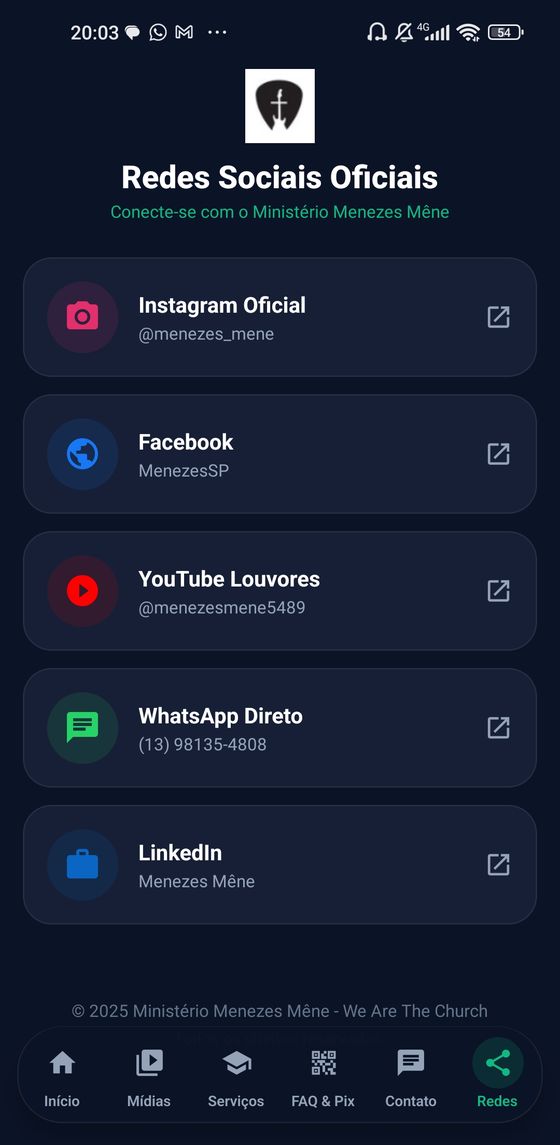 20:03
4G
54
Redes Sociais Oficiais
Conecte-se com o Ministério Menezes Mêne
Instagram Oficial
@menezes_mene
Facebook
MenezesSP
YouTube Louvores
@menezesmene5489
WhatsApp Direto
(13) 98135-4808
LinkedIn
Menezes Mêne
© 2025 Ministério Menezes Mêne - We Are The Church
Início
Mídias
Serviços
FAQ & Pix
Contato
Redes